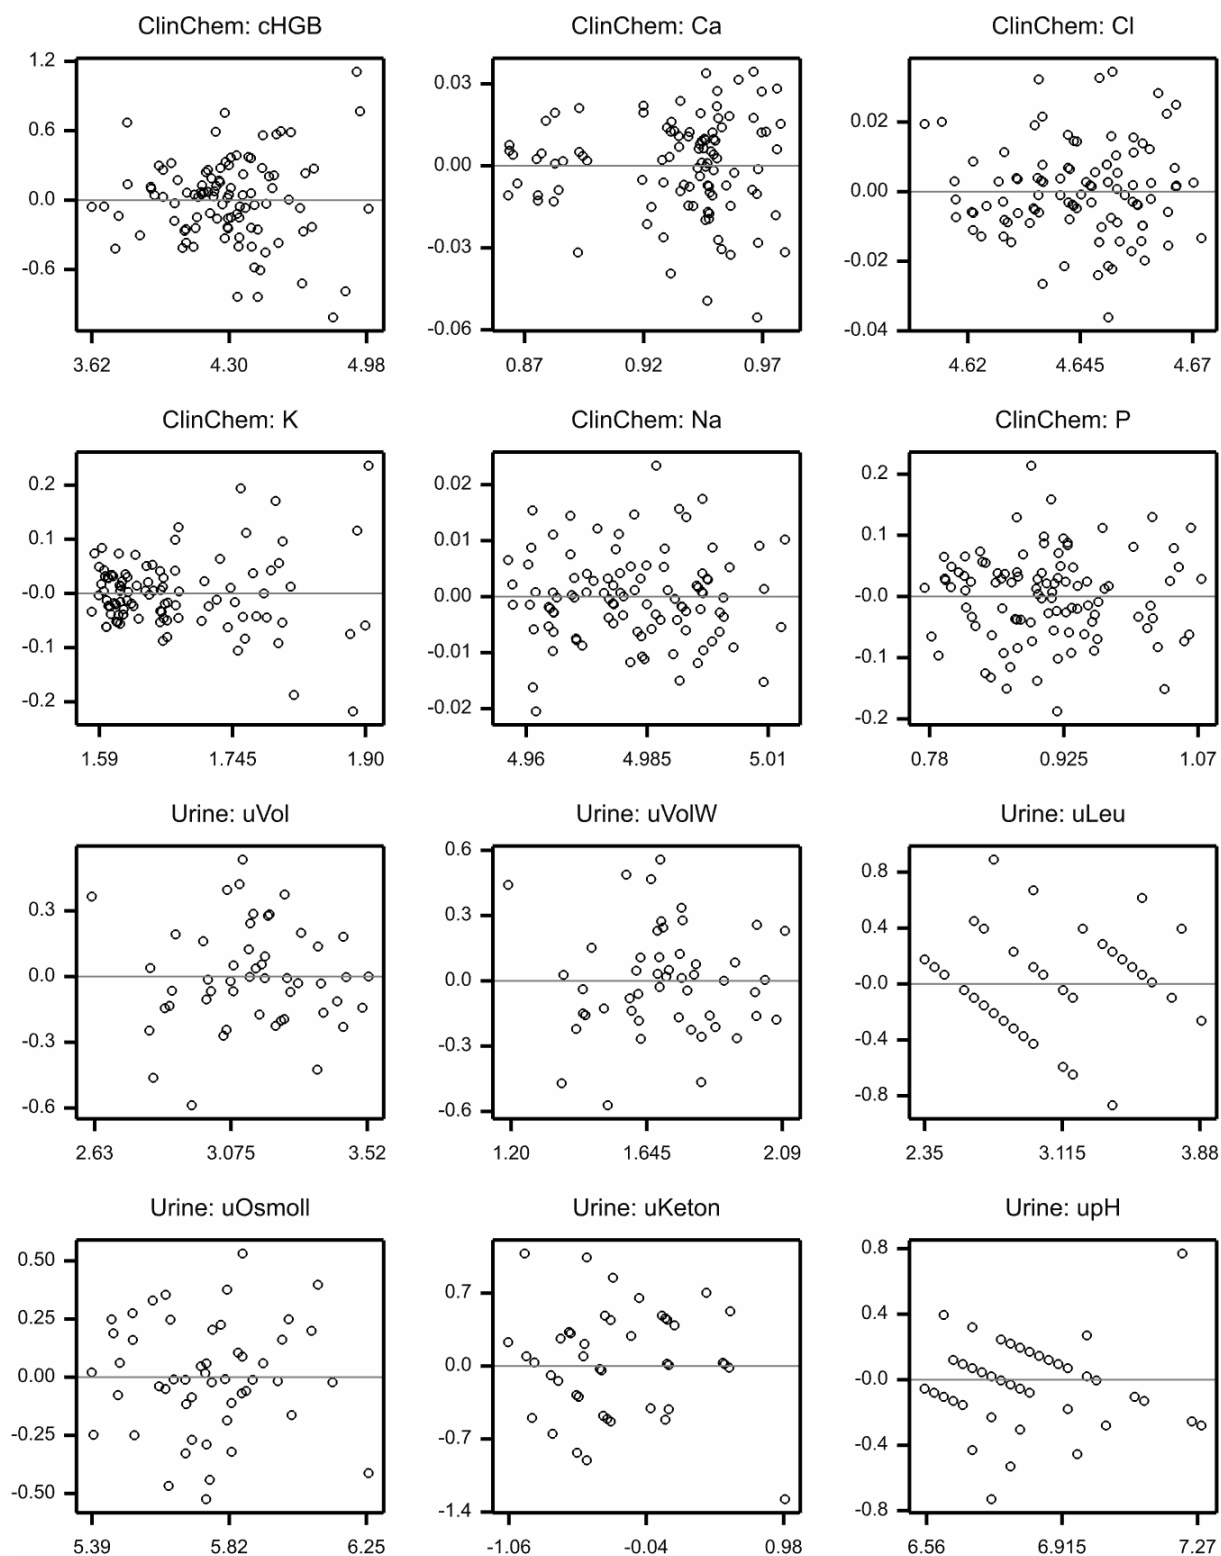 ClinChem: cHGB
ClinChem: Ca
ClinChem: Cl
1.2
0.6
0.0
-0.6
3.62 4.30 4.98
0.03
0.00
-0.03
-0.06
0.87 0.92 0.97
0.02
0.00
-0.02
-0.04
4.62 4.645 4.67
ClinChem: K
ClinChem: Na
ClinChem: P
0.2
0.1
-0.0
-0.1
-0.2
1.59 1.745 1.90
0.02
0.01
0.00
-0.01
-0.02
4.96 4.985 5.01
0.2
0.1
-0.0
-0.1
-0.2
0.78 0.925 1.07
Urine: uVol
Urine: uVolW
Urine: uLeu
0.3
0.0
-0.3
-0.6
2.63 3.075 3.52
0.6
0.3
0.0
-0.3
-0.6
1.20 1.645 2.09
0.8
0.4
-0.0
-0.4
-0.8
2.35 3.115 3.88
Urine: uOsmoll
Urine: uKeton
Urine: upH
0.50
0.25
0.00
-0.25
-0.50
5.39 5.82 6.25
0.7
0.0
-0.7
-1.4
-1.06 -0.04 0.98
0.8
0.4
-0.0
-0.4
-0.8
6.56 6.915 7.27